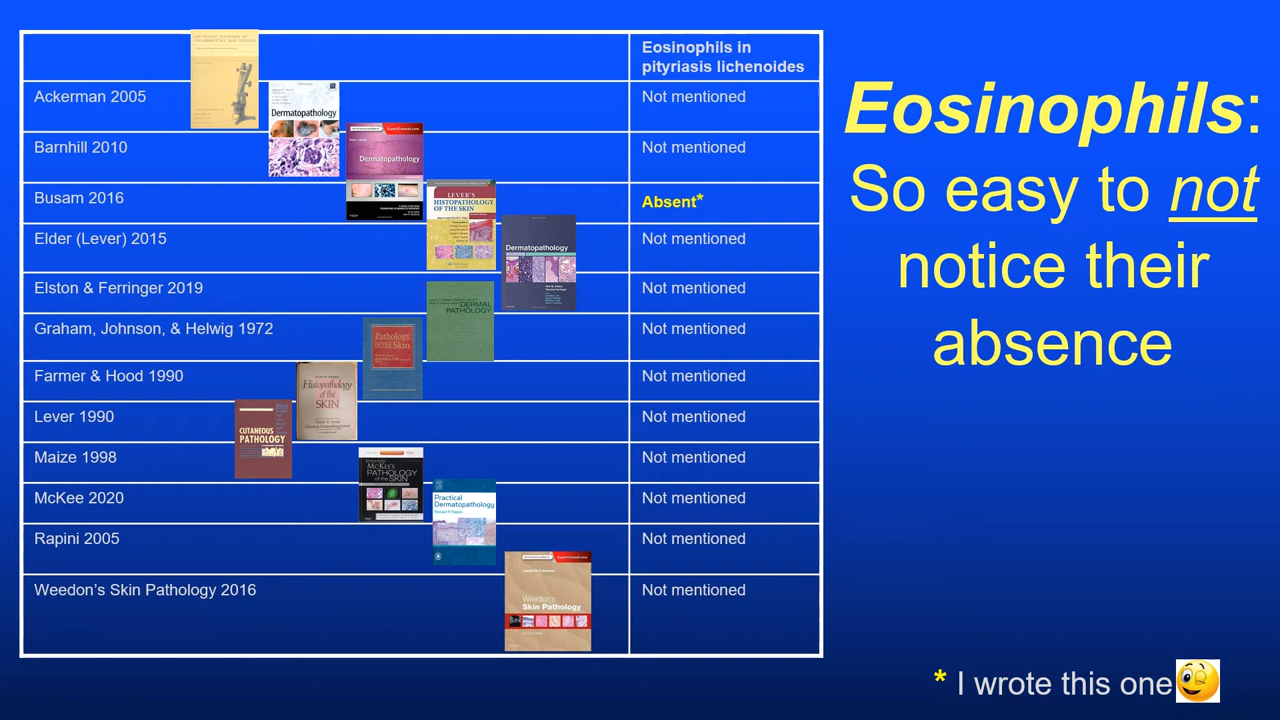 Eosinophils in
pityriasis lichenoides
Ackerman 2005
Not mentioned
Barnhill 2010
Not mentioned
Busam 2016
Absent*
Elder (Lever) 2015
Not mentioned
Elston & Ferringer 2019
Not mentioned
Graham, Johnson, & Helwig 1972
Not mentioned
Farmer & Hood 1990
Not mentioned
Lever 1990
Not mentioned
Maize 1998
Not mentioned
McKee 2020
Not mentioned
Rapini 2005
Not mentioned
Weedon's Skin Pathology 2016
Not mentioned
Dermatopathology
Dermatopathology
LEVER'S
HISTOPATHOLOGY
OF THE SKIN
Dermatopathology
DERMAL
PATHOLOGY
Pathology
OF THE
Skin
Histopathology
of the
SKIN
CUTANEOUS
PATHOLOGY
McKEE'S
PATHOLOGY
of the SKIN
Practical
Dermatopathology
Weedon's
Skin Pathology
Eosinophils:
So easy to not
notice their
absence
* I wrote this one